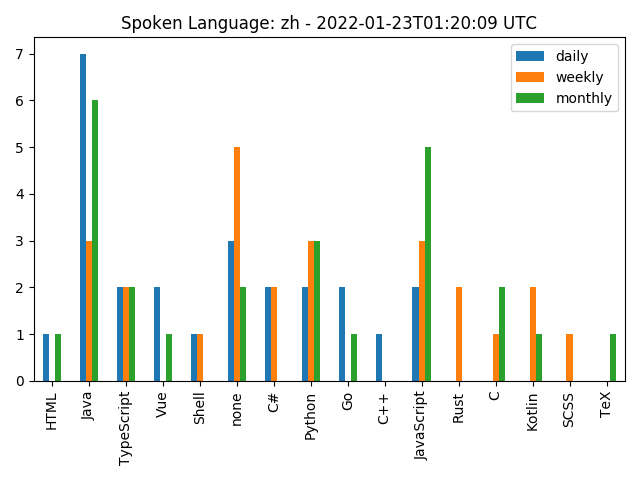 Spoken Language: zh - 2022-01-23T01:20:09 UTC
daily
weekly
monthly
7
6
5
4
3
2
1
0
HTML
Java
TypeScript
Vue
Shell
none
C#
Python
Go
C++
JavaScript
Rust
C
Kotlin
SCSS
TeX